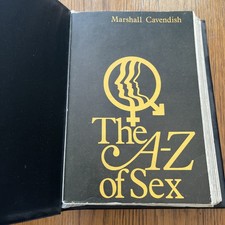 Marshall Cavendish
The
A-Z
of Sex